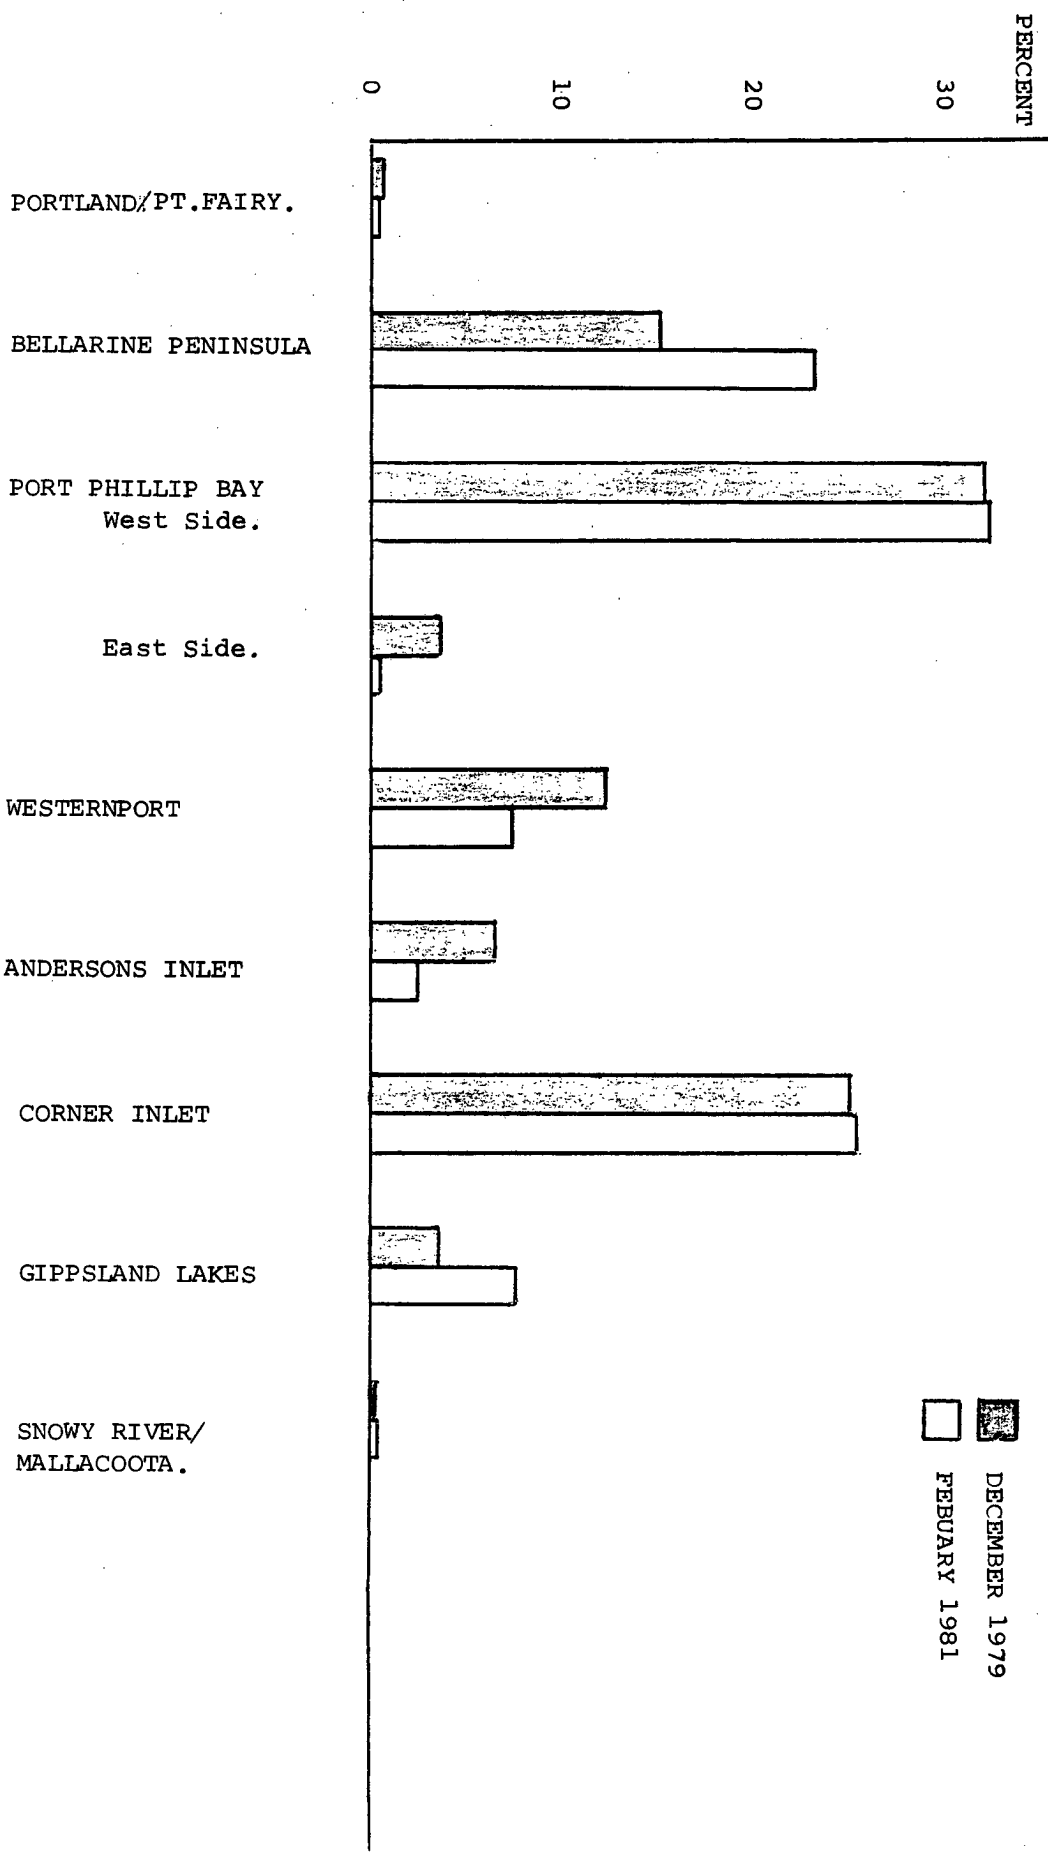 PERCENT
0
10
20
30
PORTLAND/PT.FAIRY.
BELLARINE PENINSULA
PORT PHILLIP BAY
West Side.
East Side.
WESTERNPORT
ANDERSONS INLET
CORNER INLET
GIPPSLAND LAKES
SNOWY RIVER/
MALLACOOTA.
DECEMBER 1979
FEBUARY 1981